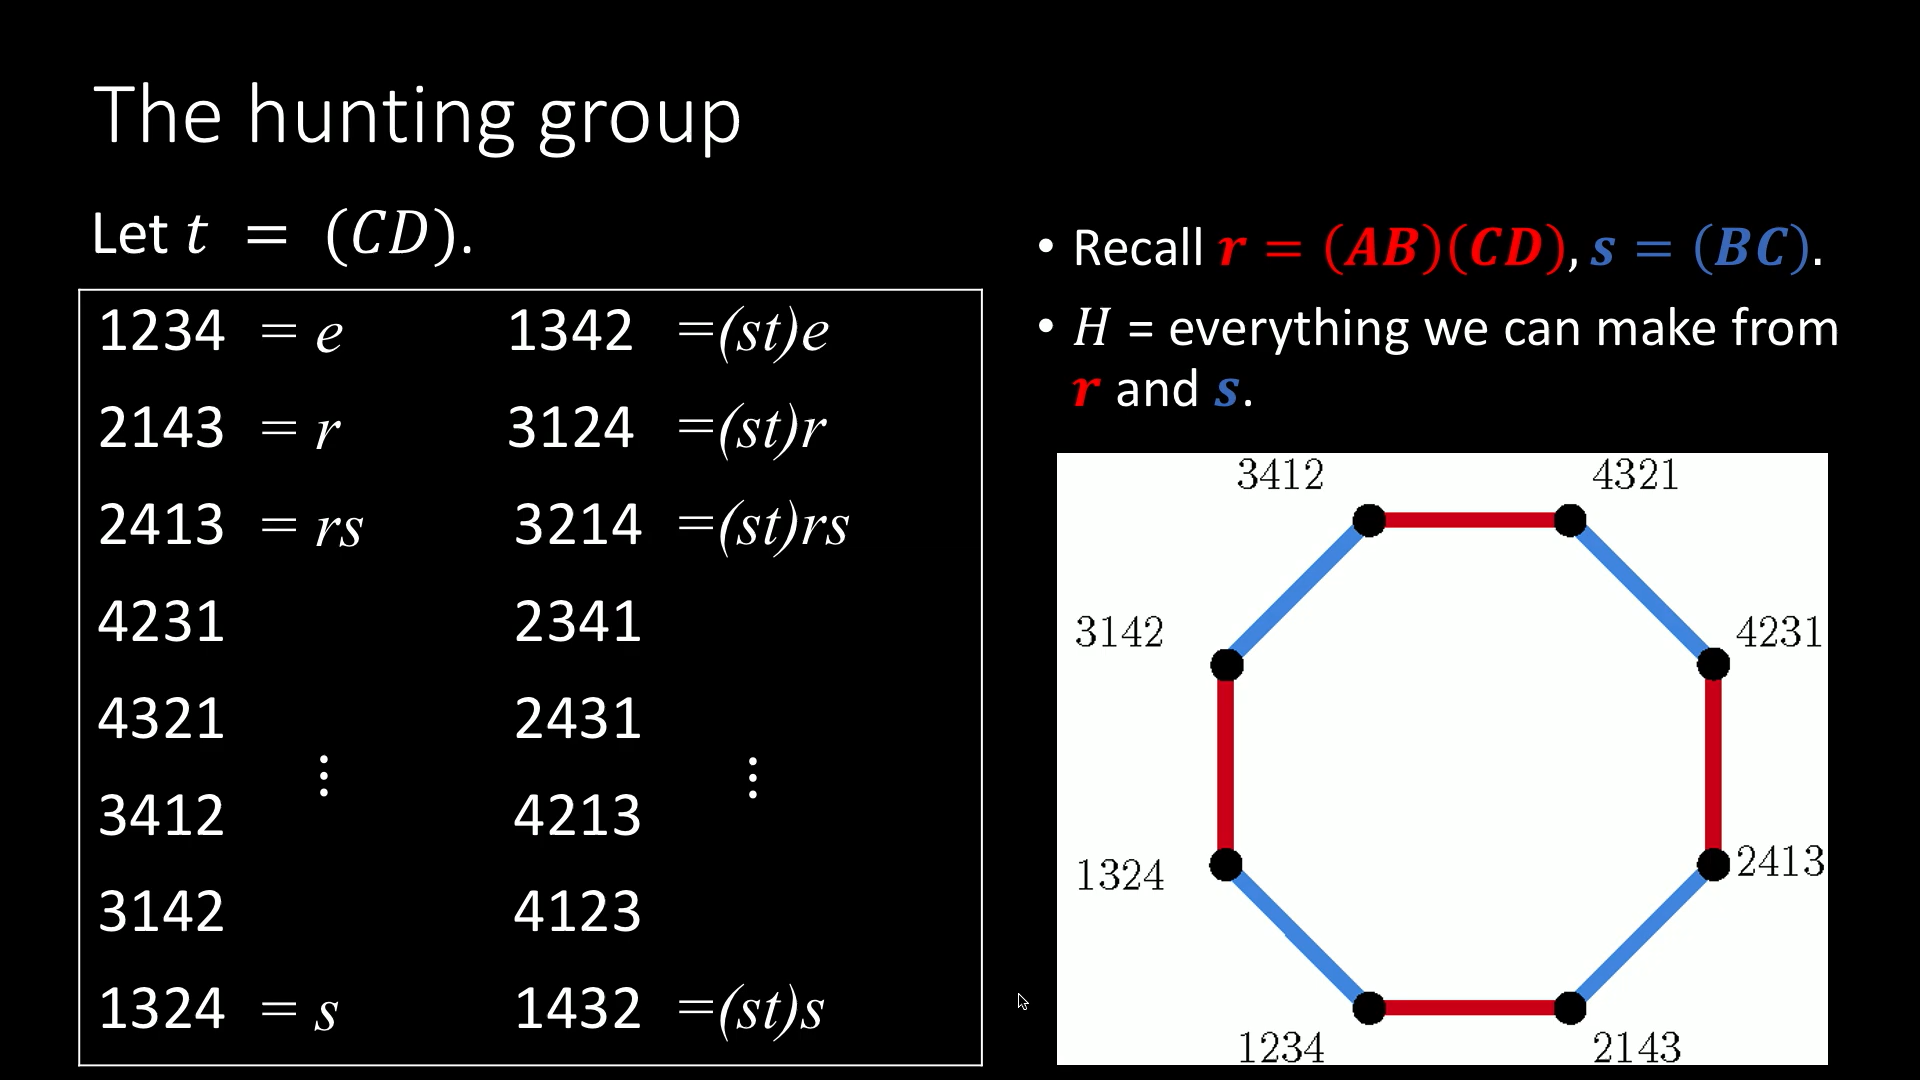 The hunting group
Let t = (CD).
1234 = e 1342 =(st)e
2143 = r 3124 =(st)r
2413 = rs 3214 =(st)rs
4231 2341
4321 2431
⋮ ⋮
3412 4213
3142 4123
1324 = s 1432 =(st)s
• Recall r = (AB)(CD), s = (BC).
• H = everything we can make from
r and s.
3412 4321
3142 4231
1324 2413
1234 2143